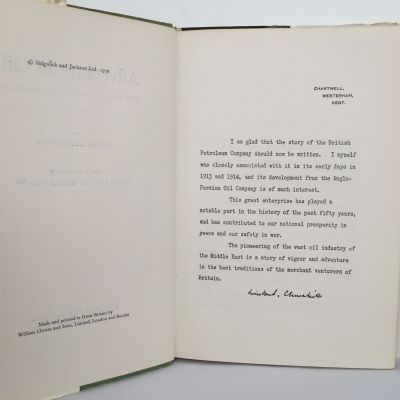 © Sidgwick and Jackson Ltd. 1959
Made and printed in Great Britain by
William Clowes and Sons, Limited, London and Beccles
CHARTWELL,
WESTERHAM,
KENT.
I am glad that the story of the British
Petroleum Company should now be written. I myself
was closely associated with it in its early days in
1913 and 1914, and its development from the Anglo-
Persian Oil Company is of much interest.
This great enterprise has played a
notable part in the history of the past fifty years,
and has contributed to our national prosperity in
peace and our safety in war.
The pioneering of the vast oil industry of
the Middle East is a story of vigour and adventure
in the best traditions of the merchant venturers of
Britain.
Winston S. Churchill